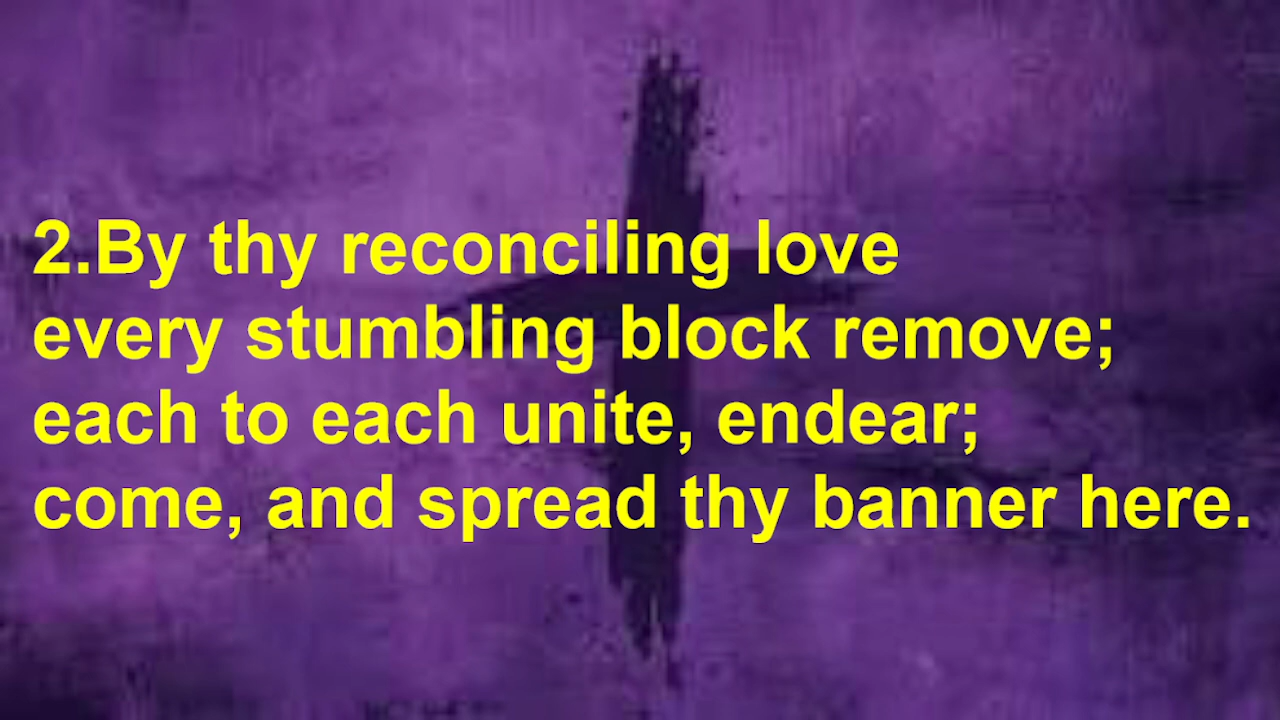 2.By thy reconciling love
every stumbling block remove;
each to each unite, endear;
come, and spread thy banner here.